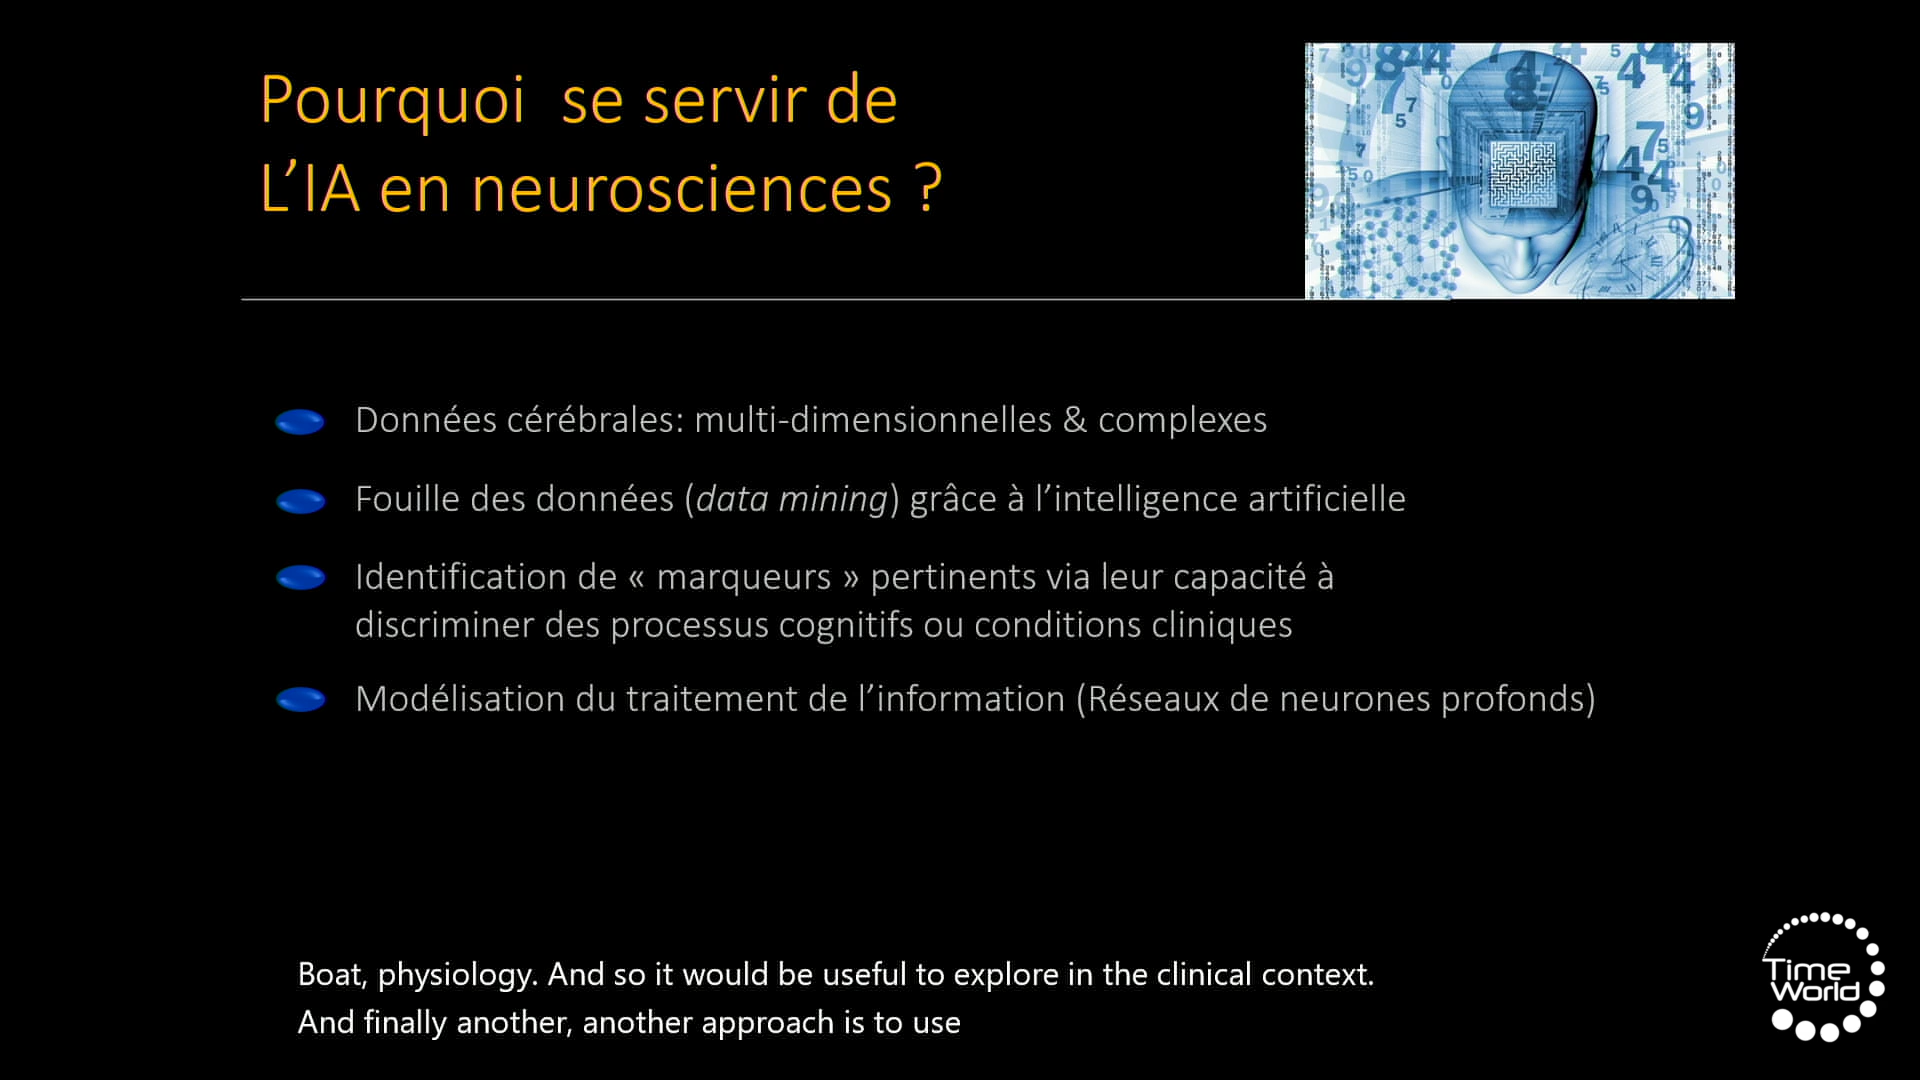 Pourquoi se servir de
L’IA en neurosciences ?
Données cérébrales: multi-dimensionnelles & complexes
Fouille des données (data mining) grâce à l’intelligence artificielle
Identification de « marqueurs » pertinents via leur capacité à
discriminer des processus cognitifs ou conditions cliniques
Modélisation du traitement de l’information (Réseaux de neurones profonds)
Boat, physiology. And so it would be useful to explore in the clinical context.
And finally another, another approach is to use
Time
World